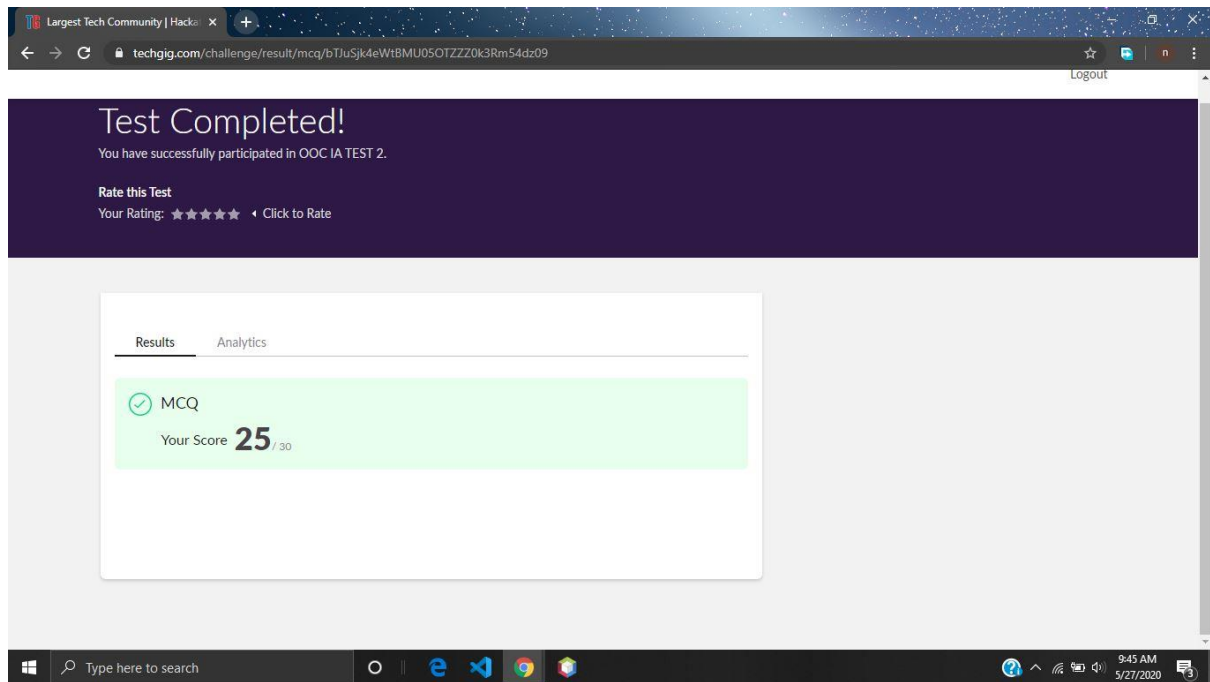 Largest Tech Community | Hacka
techgig.com/challenge/result/mcq/bTJuSjk4eWtBMU05OTZZZ0k3Rm54dz09
n
Logout
Test Completed!
You have successfully participated in OOC IA TEST 2.
Rate this Test
Your Rating: Click to Rate
Results Analytics
MCQ
Your Score 25 / 30
Type here to search
9:45 AM
5/27/2020
3